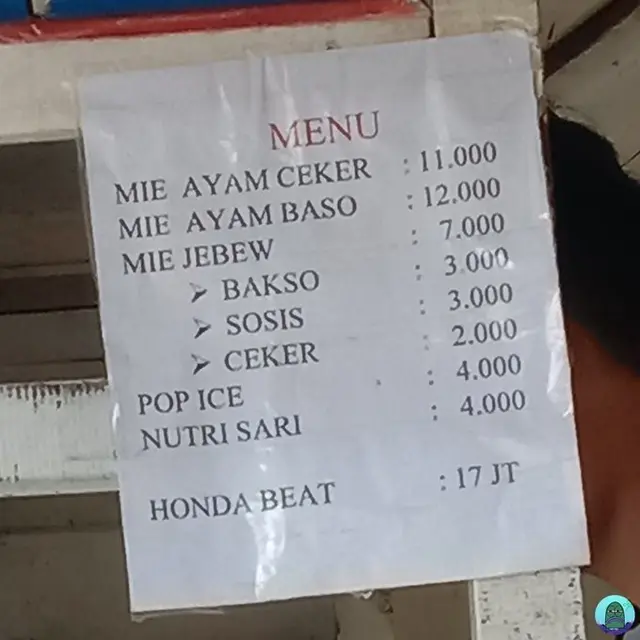 MENU
MIE AYAM CEKER : 11.000
MIE AYAM BASO : 12.000
MIE JEBEW : 7.000
➢ BAKSO : 3.000
➢ SOSIS : 3.000
➢ CEKER : 2.000
POP ICE : 4.000
NUTRI SARI : 4.000
HONDA BEAT : 17 JT